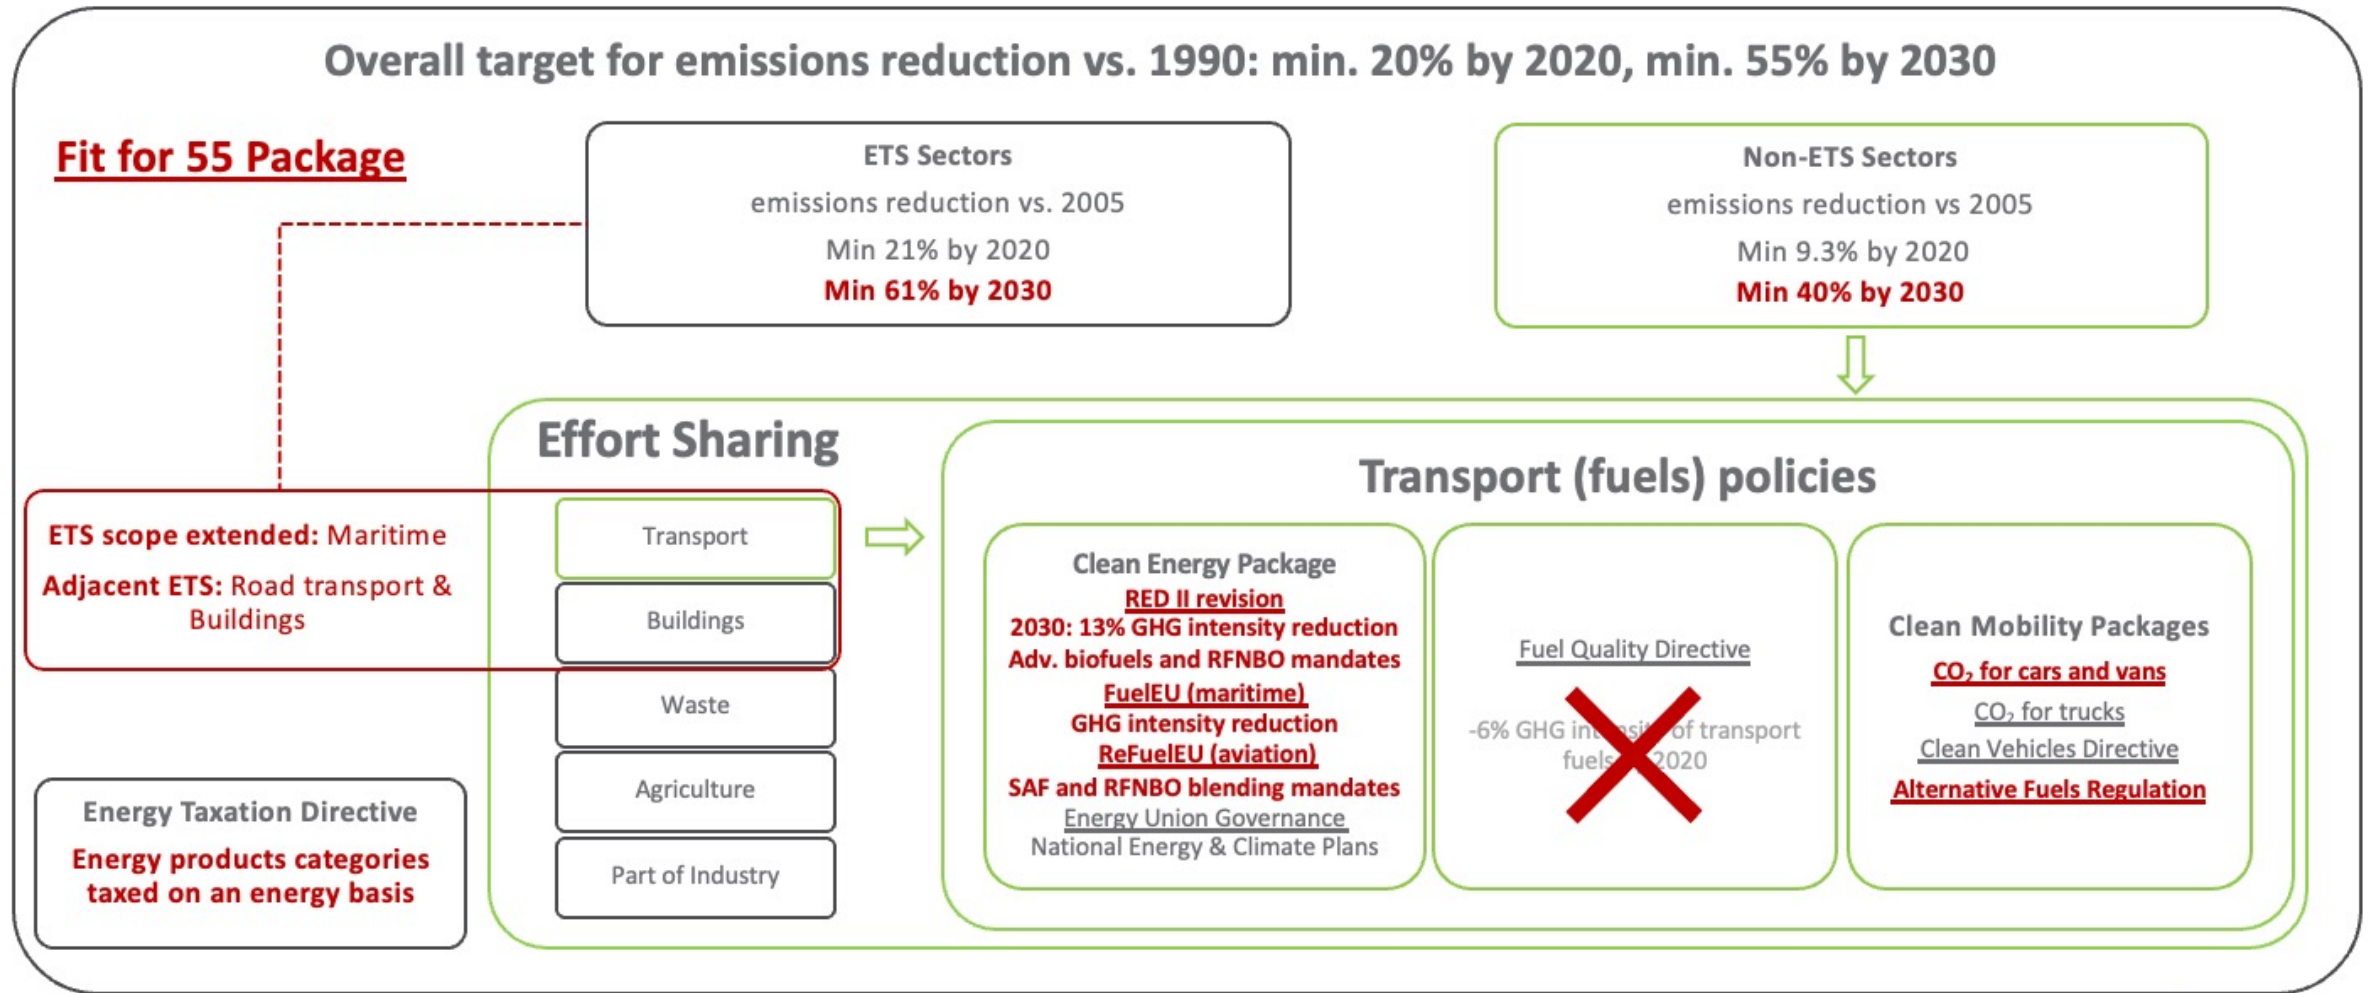 Overall target for emissions reduction vs. 1990: min. 20% by 2020, min. 55% by 2030
Fit for 55 Package
ETS Sectors
emissions reduction vs. 2005
Min 21% by 2020
Min 61% by 2030
Non-ETS Sectors
emissions reduction vs 2005
Min 9.3% by 2020
Min 40% by 2030
ETS scope extended: Maritime
Adjacent ETS: Road transport &
Buildings
Energy Taxation Directive
Energy products categories
taxed on an energy basis
Effort Sharing
Transport
Buildings
Waste
Agriculture
Part of Industry
Transport (fuels) policies
Clean Energy Package
RED II revision
2030: 13% GHG intensity reduction
Adv. biofuels and RFNBO mandates
FuelEU (maritime)
GHG intensity reduction
ReFuelEU (aviation)
SAF and RFNBO blending mandates
Energy Union Governance
National Energy & Climate Plans
Fuel Quality Directive
-6% GHG intensity of transport
fuels 2020
Clean Mobility Packages
CO₂ for cars and vans
CO₂ for trucks
Clean Vehicles Directive
Alternative Fuels Regulation